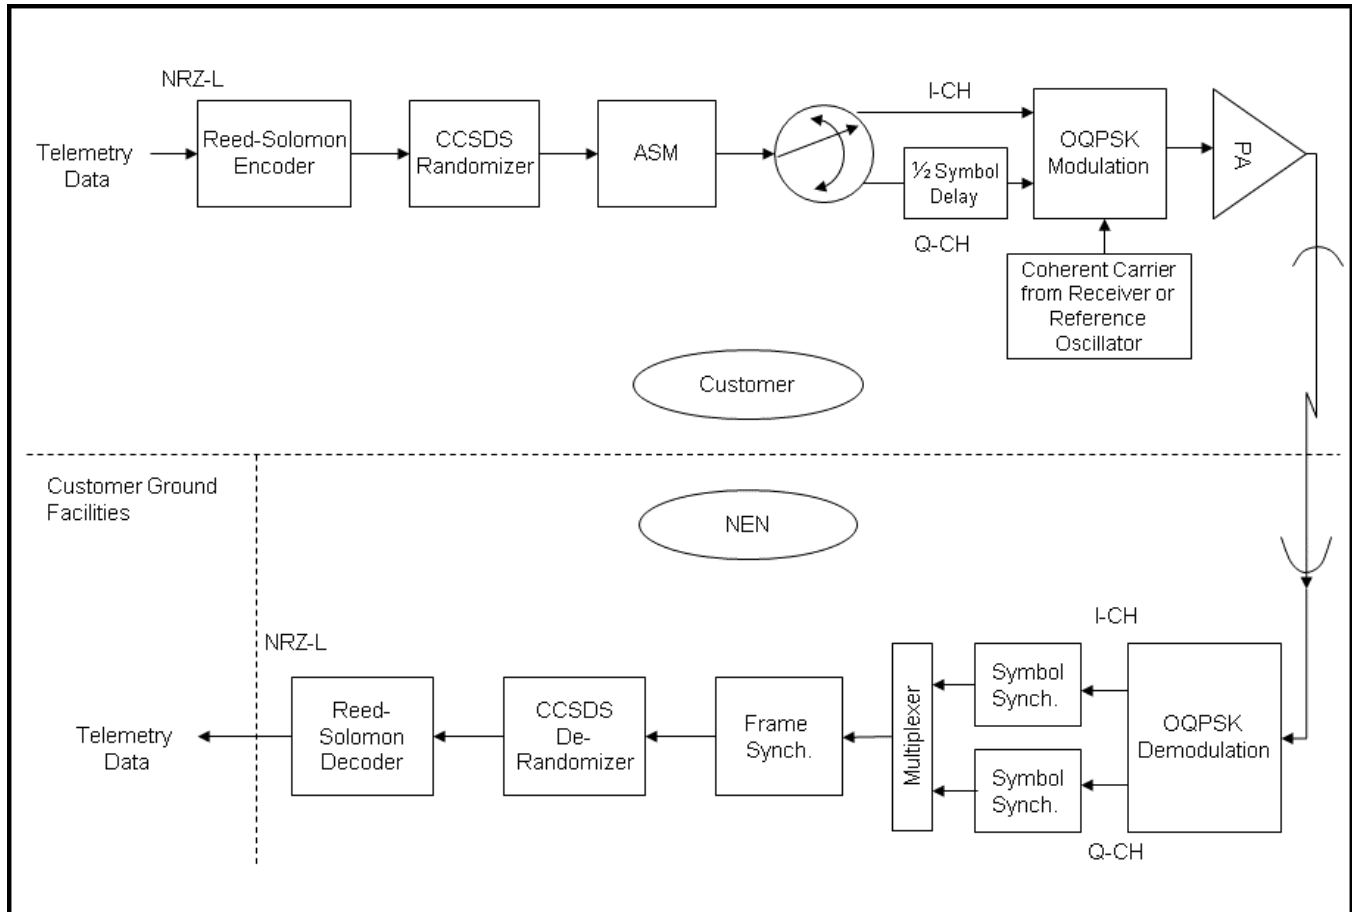 NRZ-L
Telemetry
Data
Reed-Solomon
Encoder
CCSDS
Randomizer
ASM
I-CH
½ Symbol
Delay
Q-CH
OQPSK
Modulation
PA
Coherent Carrier
from Receiver or
Reference
Oscillator
Customer
Customer Ground
Facilities
NEN
NRZ-L
Telemetry
Data
Reed-
Solomon
Decoder
CCSDS
De-
Randomizer
Frame
Synch.
Multiplexer
Symbol
Synch.
Symbol
Synch.
I-CH
OQPSK
Demodulation
Q-CH